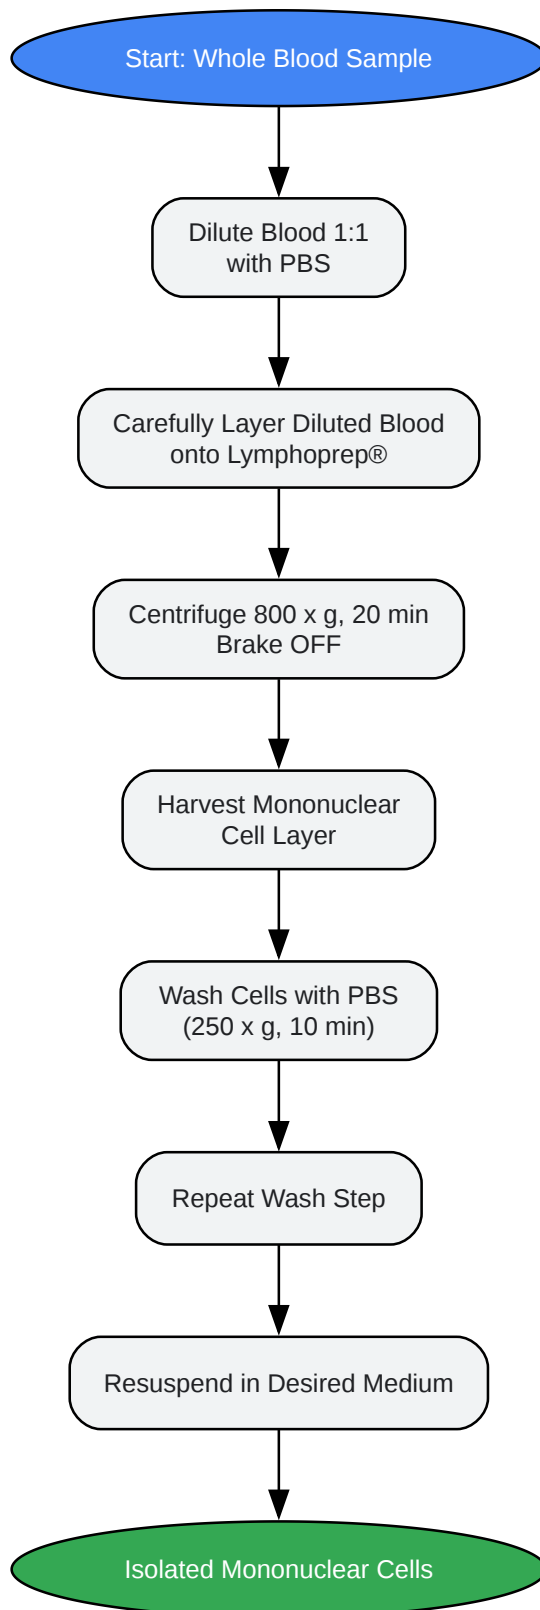 Start: Whole Blood Sample
Dilute Blood 1:1
with PBS
Carefully Layer Diluted Blood
onto Lymphoprep®
Centrifuge 800 x g, 20 min
Brake OFF
Harvest Mononuclear
Cell Layer
Wash Cells with PBS
(250 x g, 10 min)
Repeat Wash Step
Resuspend in Desired Medium
Isolated Mononuclear Cells